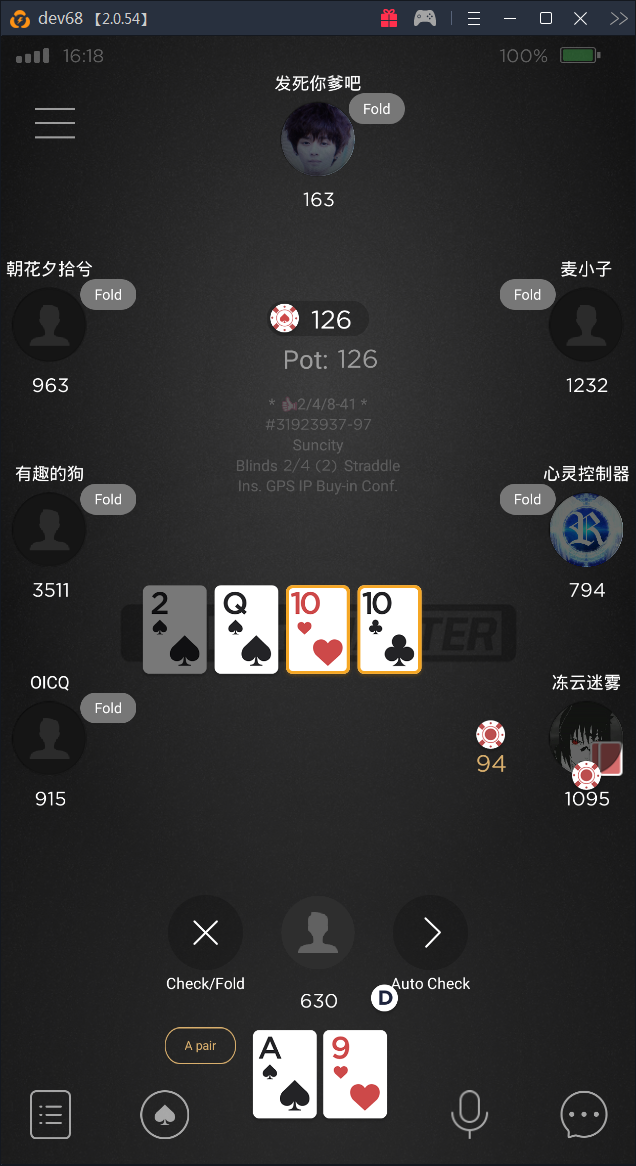 dev68 【2.0.54】
16:18
100%
发死你爹吧
Fold
163
朝花夕拾兮
Fold
963
麦小子
Fold
1232
126
Pot: 126
* 2/4/8-41 *
#31923937-97
Suncity
Blinds 2/4 (2) Straddle
Ins. GPS IP Buy-in Conf.
有趣的狗
Fold
3511
心灵控制器
Fold
R
794
2
Q
10
10
OICQ
Fold
915
冻云迷雾
94
1095
Check/Fold
630
D
Auto Check
A pair
A
9